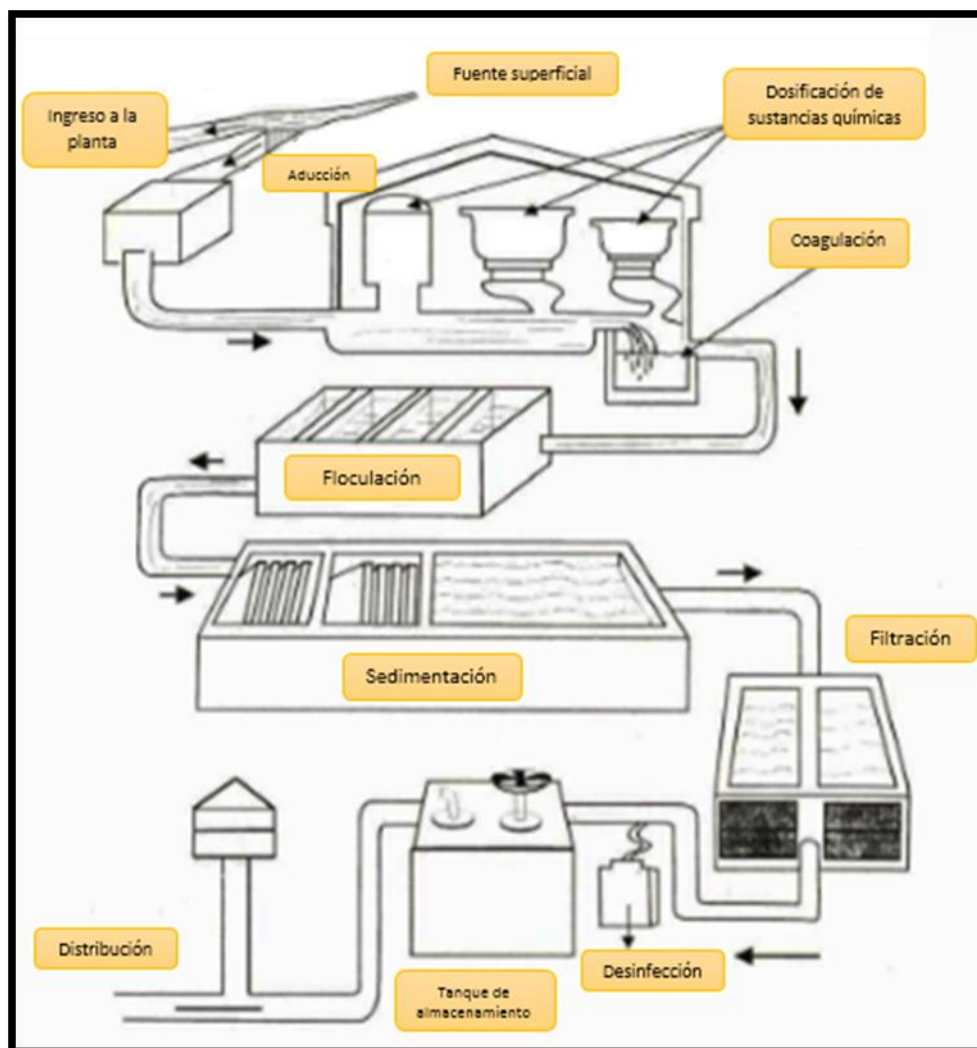 Fuente superficial
Ingreso a la
planta
Dosificación de
sustancias químicas
Aducción
Coagulación
Floculación
Filtración
Sedimentación
Distribución
Desinfección
Tanque de
almacenamiento